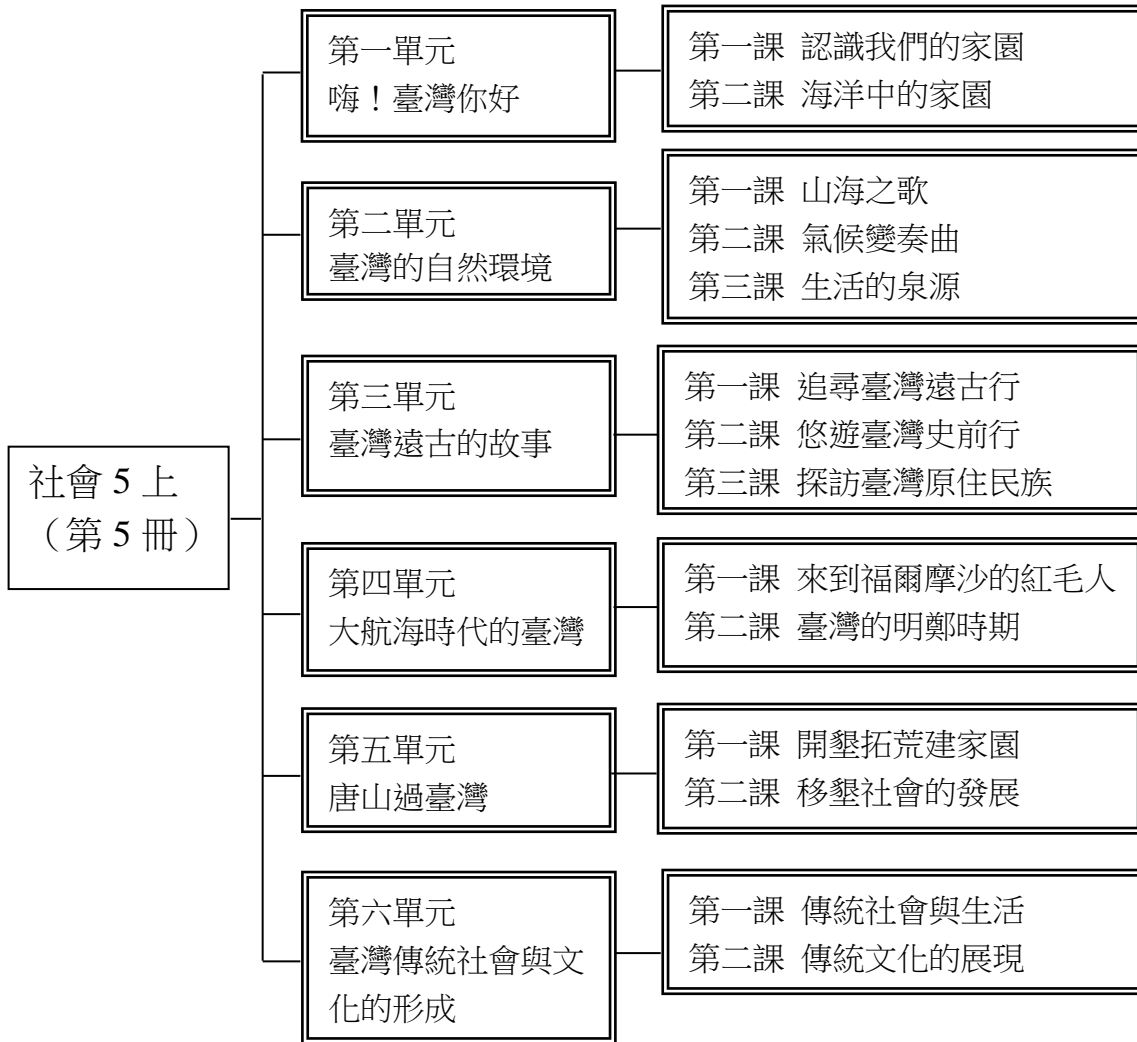 社會 5 上
（第 5 冊）
第一單元
嗨！臺灣你好
第一課 認識我們的家園
第二課 海洋中的家園
第二單元
臺灣的自然環境
第一課 山海之歌
第二課 氣候變奏曲
第三課 生活的泉源
第三單元
臺灣遠古的故事
第一課 追尋臺灣遠古行
第二課 悠遊臺灣史前行
第三課 探訪臺灣原住民族
第四單元
大航海時代的臺灣
第一課 來到福爾摩沙的紅毛人
第二課 臺灣的明鄭時期
第五單元
唐山過臺灣
第一課 開墾拓荒建家園
第二課 移墾社會的發展
第六單元
臺灣傳統社會與文
化的形成
第一課 傳統社會與生活
第二課 傳統文化的展現